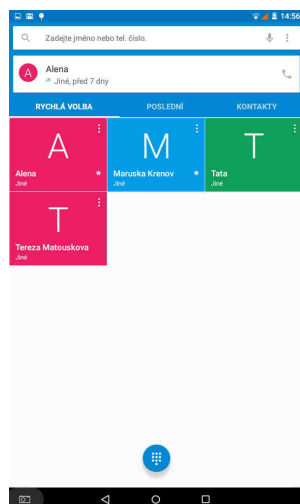 14:56
Zadejte jméno nebo tel. číslo.
A
Alena
Jiné, před 7 dny
RYCHLÁ VOLBA
POSLEDNÍ
KONTAKTY
A
Alena
Jiné
M
Maruska Krenov
Jiné
T
Tata
Jiné
T
Tereza Matouskova
Jiné